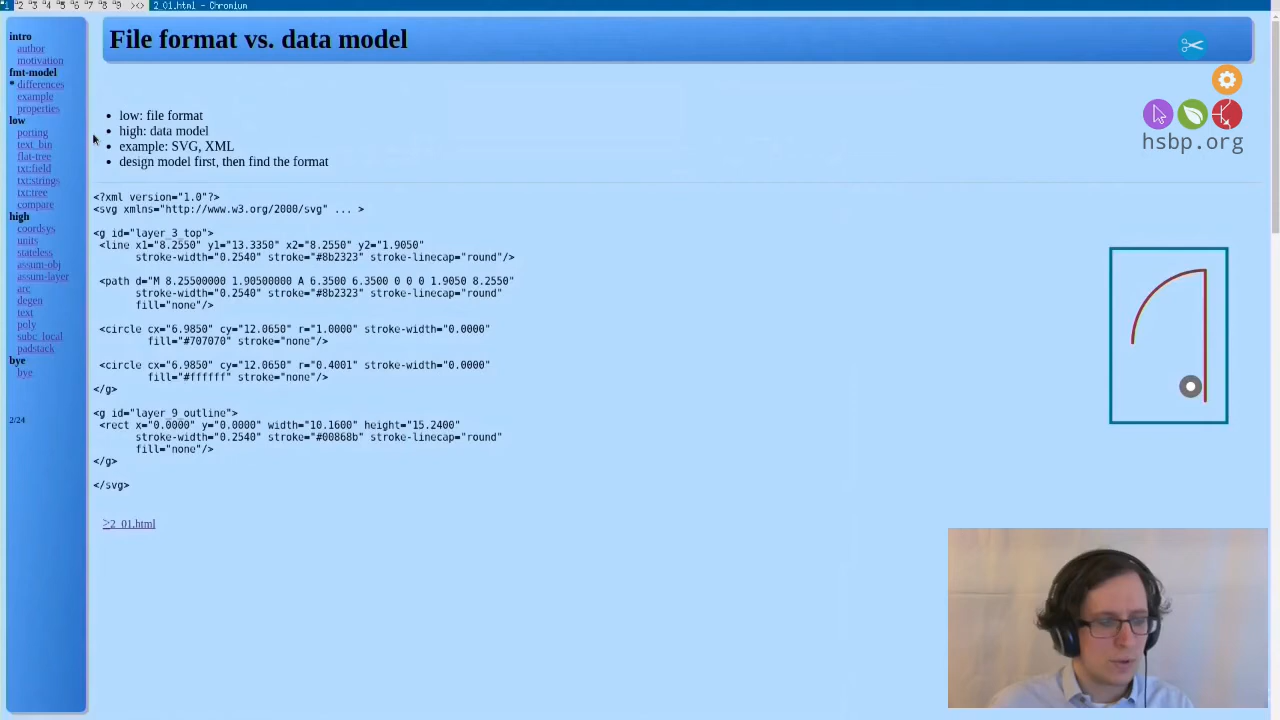 1 2 3 4 5 6 7 8 9 2_01.html - Chromium
File format vs. data model
intro
author
motivation
fmt-model
differences
example
properties
low
porting
text_bin
flat-tree
txt:field
txt:strings
txt:tree
compare
high
coordsys
units
stateless
assum-obj
assum-layer
arc
degen
text
poly
subc_local
padstack
bye
bye
2/24
• low: file format
• high: data model
• example: SVG, XML
• design model first, then find the format
hsbp.org
<?xml version="1.0"?>
<svg xmlns="http://www.w3.org/2000/svg" ... >
<g id="layer_3_top">
<line x1="8.2550" y1="13.3350" x2="8.2550" y2="1.9050"
stroke-width="0.2540" stroke="#8b2323" stroke-linecap="round"/>
<path d="M 8.25500000 1.90500000 A 6.3500 6.3500 0 0 0 1.9050 8.2550"
stroke-width="0.2540" stroke="#8b2323" stroke-linecap="round"
fill="none"/>
<circle cx="6.9850" cy="12.0650" r="1.0000" stroke-width="0.0000"
fill="#707070" stroke="none"/>
<circle cx="6.9850" cy="12.0650" r="0.4001" stroke-width="0.0000"
fill="#ffffff" stroke="none"/>
</g>
<g id="layer_9_outline">
<rect x="0.0000" y="0.0000" width="10.1600" height="15.2400"
stroke-width="0.2540" stroke="#00868b" stroke-linecap="round"
fill="none"/>
</g>
</svg>
>2_01.html